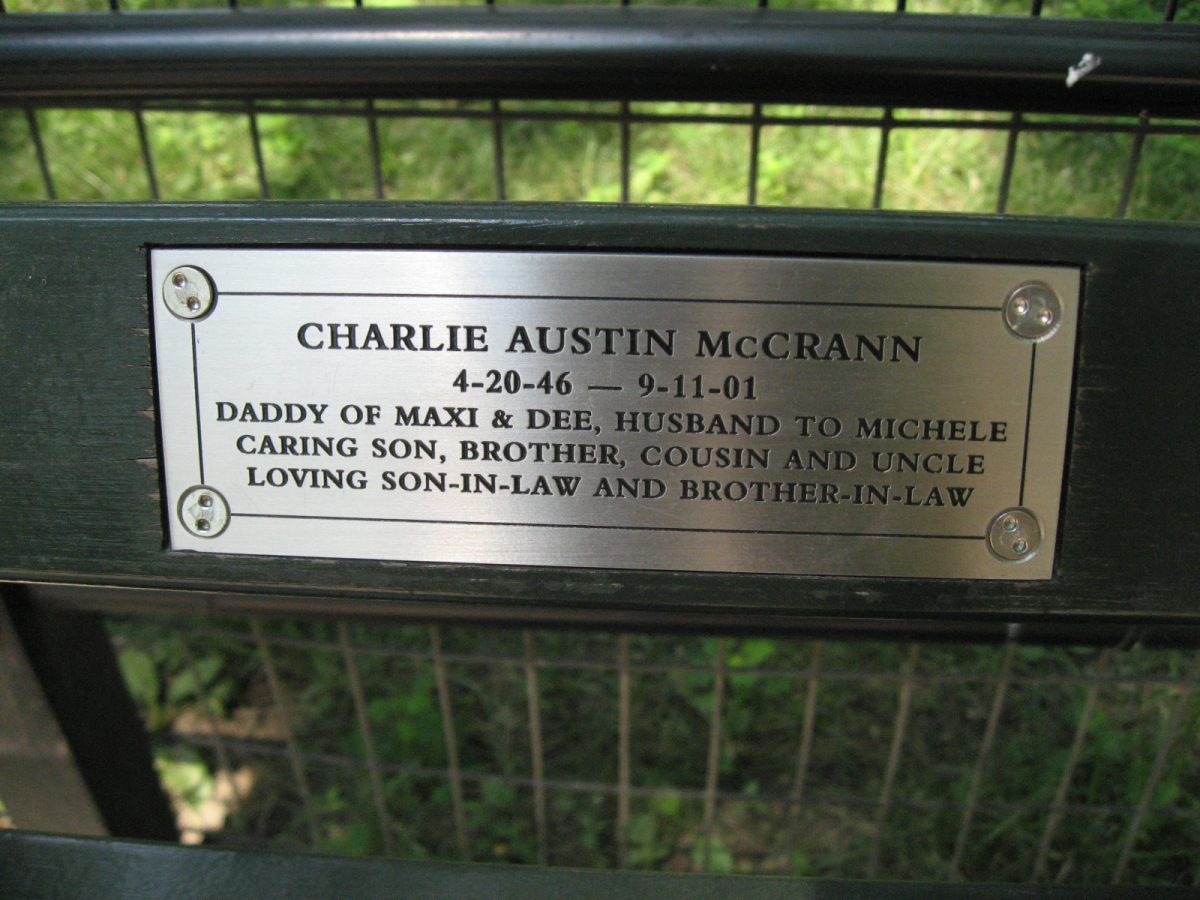 CHARLIE AUSTIN McCRANN
4-20-46 — 9-11-01
DADDY OF MAXI & DEE, HUSBAND TO MICHELE
CARING SON, BROTHER, COUSIN AND UNCLE
LOVING SON-IN-LAW AND BROTHER-IN-LAW